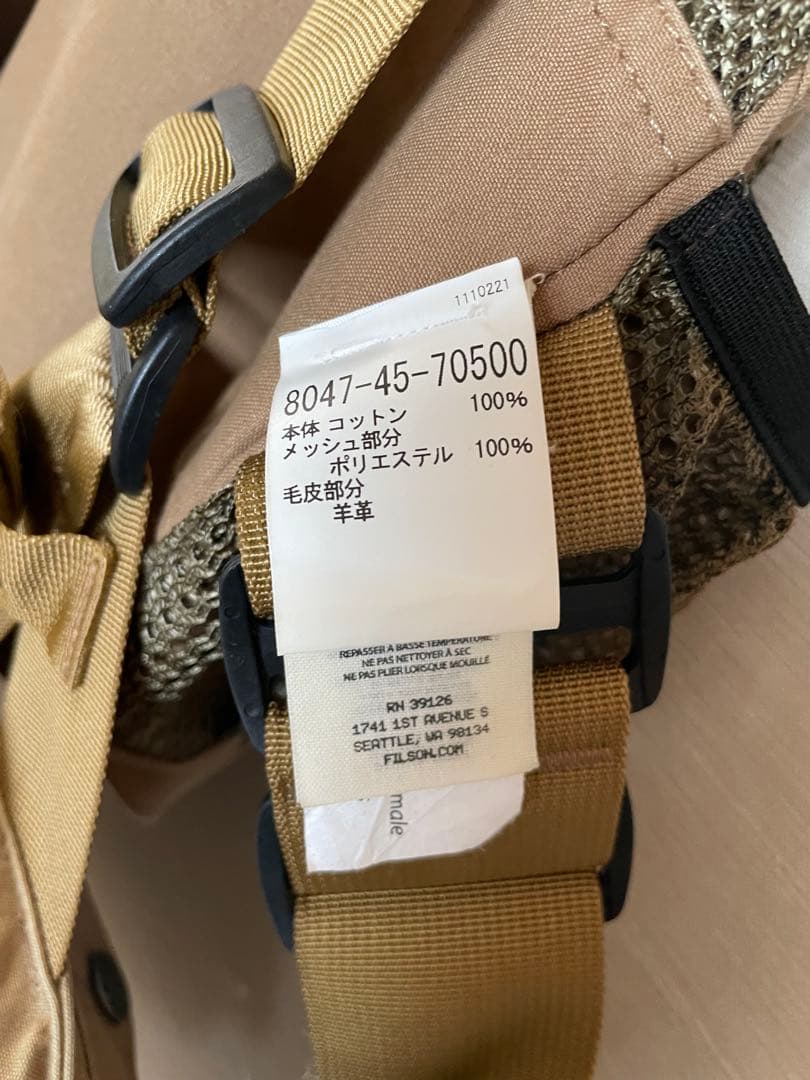 1110221
8047-45-70500
本体 コットン 100%
メッシュ部分
ポリエステル 100%
毛皮部分
羊革
REPASSER À BASSE TEMPÉRATURE
NE PAS NETTOYER À SEC
NE PAS PLIER LORSQUE MOUILLÉ
RN 39126
1741 1ST AVENUE S
SEATTLE, WA 98134
FILSON.COM
male